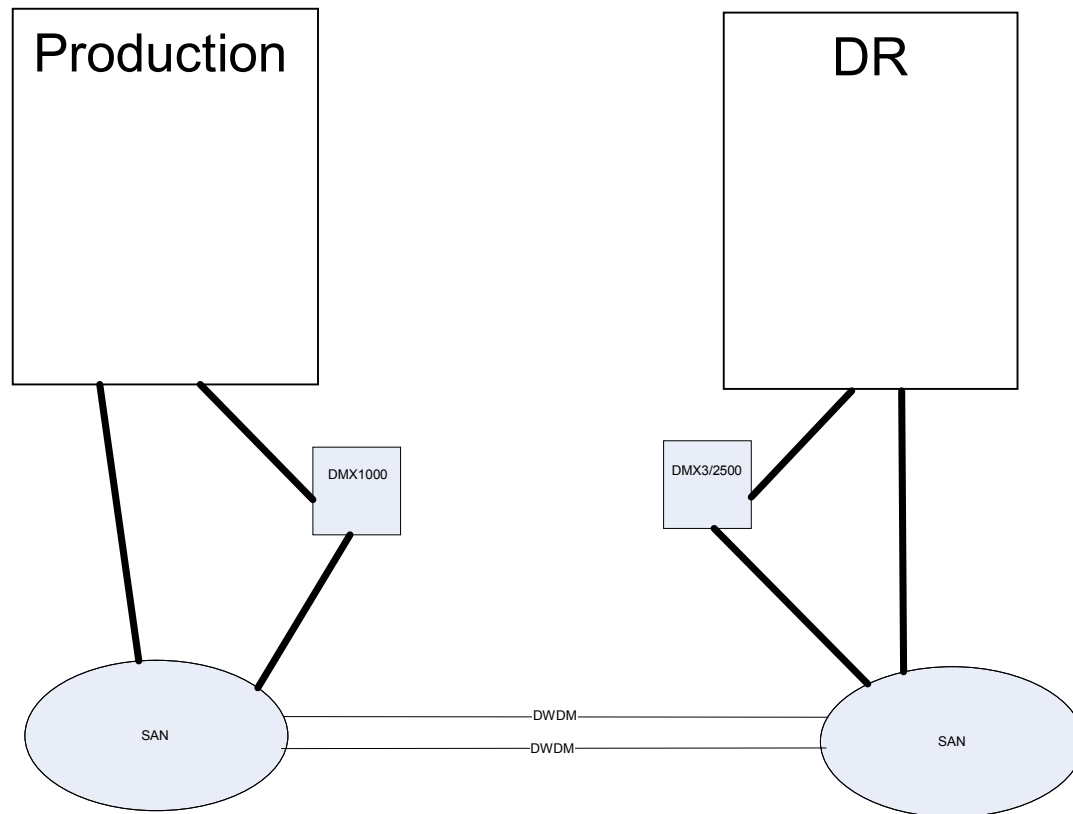 Production
DR
DMX1000
DMX3/2500
DWDM
DWDM
SAN
SAN